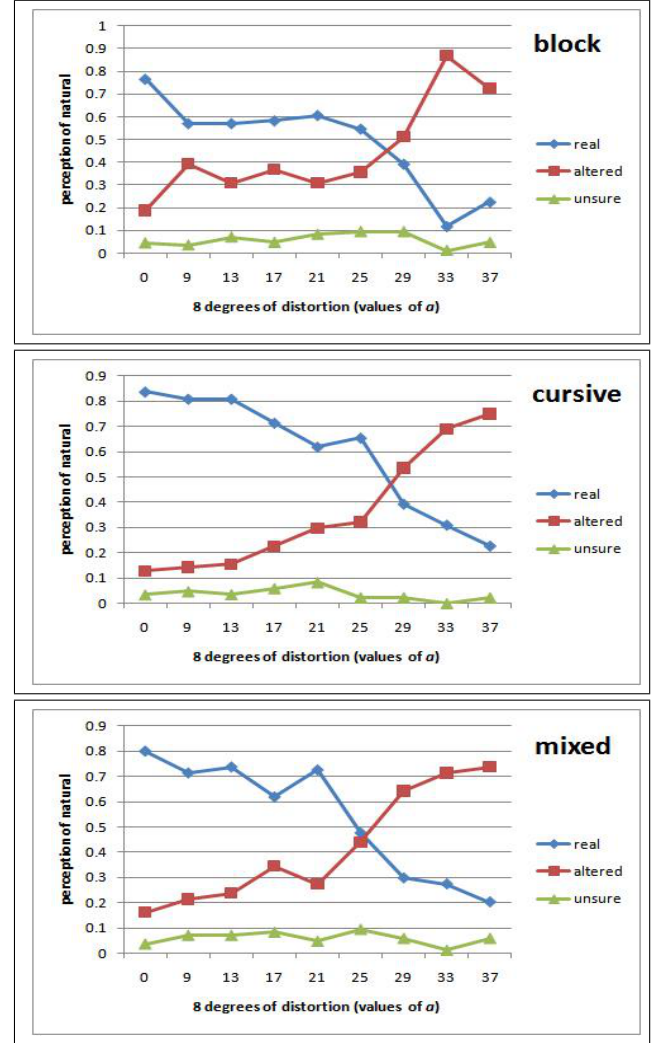 block
1
0.9
0.8
0.7
0.6
0.5
0.4
0.3
0.2
0.1
0
perception of natural
0 9 13 17 21 25 29 33 37
8 degrees of distortion (values of a)
real
altered
unsure
cursive
0.9
0.8
0.7
0.6
0.5
0.4
0.3
0.2
0.1
0
perception of natural
0 9 13 17 21 25 29 33 37
8 degrees of distortion (values of a)
real
altered
unsure
mixed
0.9
0.8
0.7
0.6
0.5
0.4
0.3
0.2
0.1
0
perception of natural
0 9 13 17 21 25 29 33 37
8 degrees of distortion (values of a)
real
altered
unsure